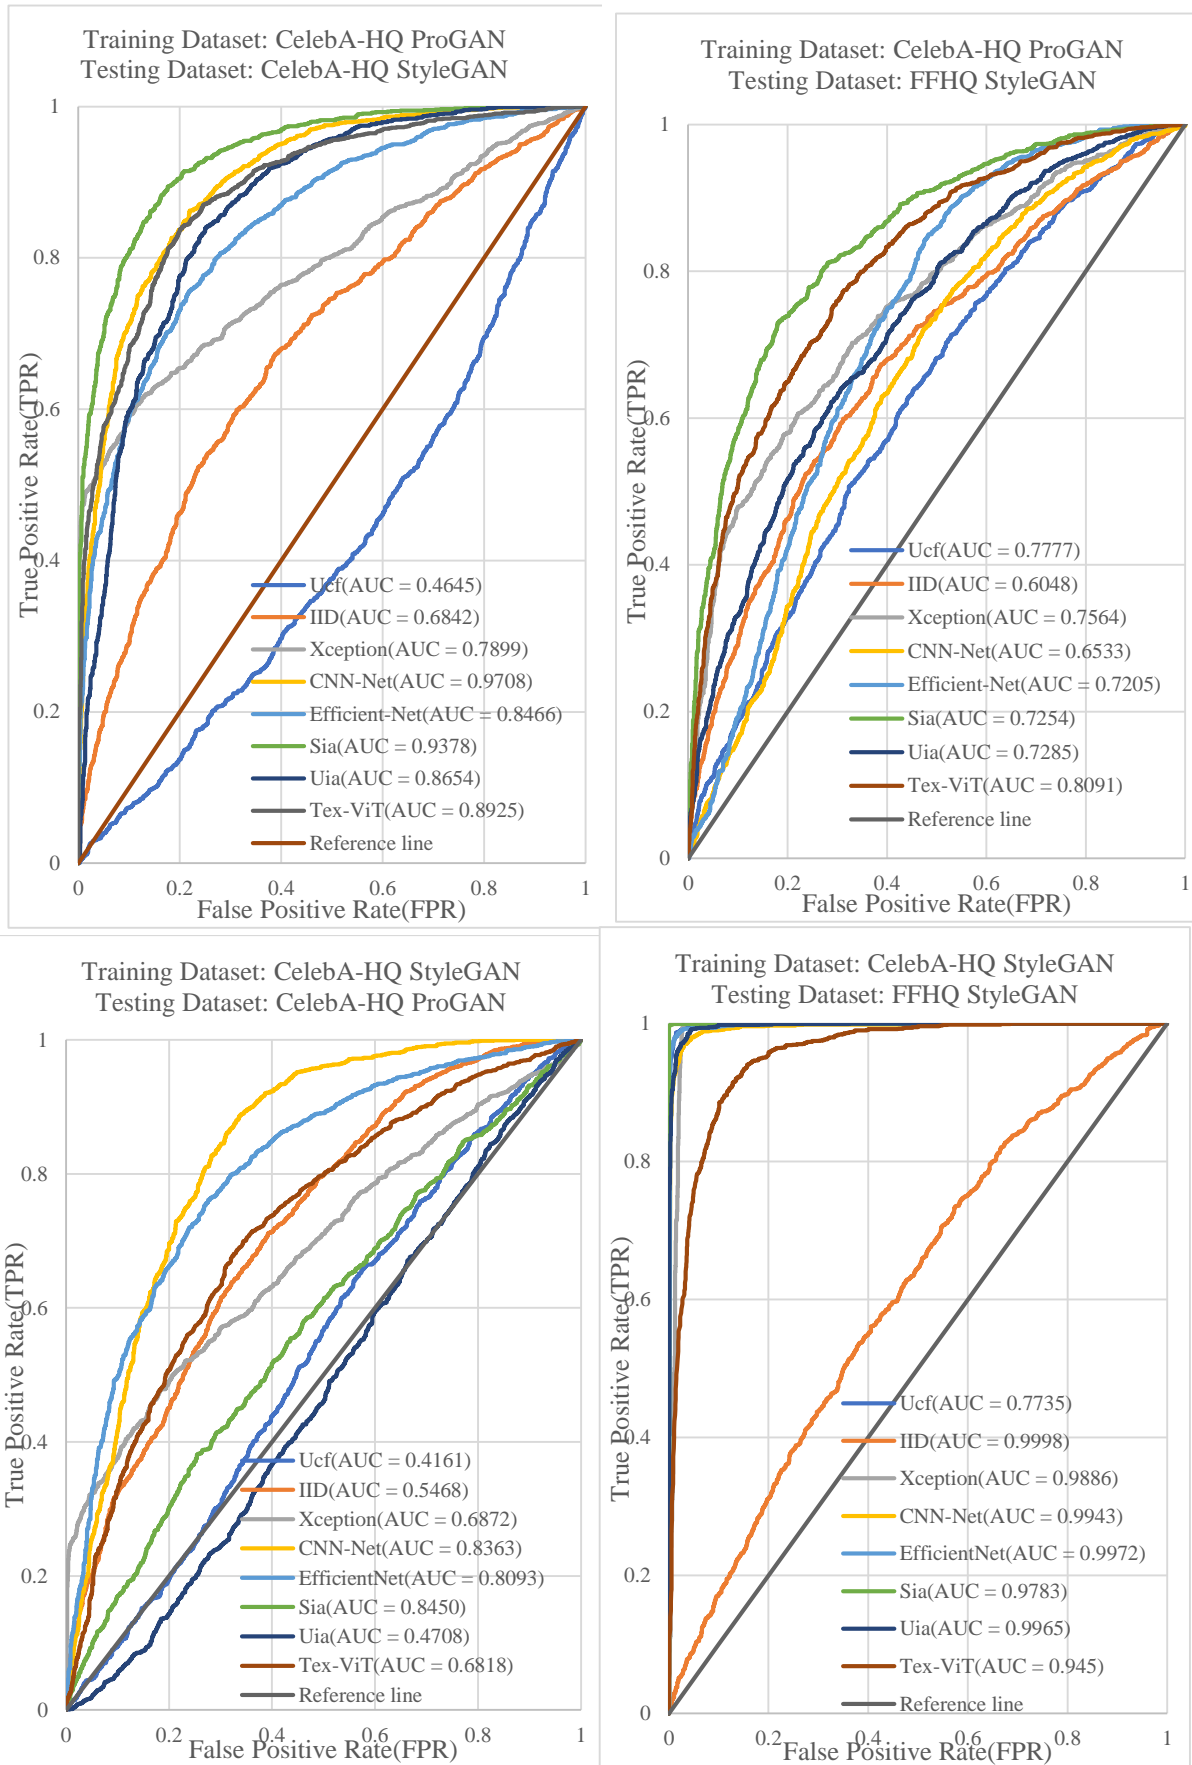 Training Dataset: CelebA-HQ ProGAN
Testing Dataset: CelebA-HQ StyleGAN
1
0.8
0.6
0.4
0.2
0
True Positive Rate(TPR)
Ucf(AUC = 0.4645)
IID(AUC = 0.6842)
Xception(AUC = 0.7899)
CNN-Net(AUC = 0.9708)
Efficient-Net(AUC = 0.8466)
Sia(AUC = 0.9378)
Uia(AUC = 0.8654)
Tex-ViT(AUC = 0.8925)
Reference line
0 0.2 0.4 0.6 0.8 1
False Positive Rate(FPR)
Training Dataset: CelebA-HQ ProGAN
Testing Dataset: FFHQ StyleGAN
1
0.8
0.6
0.4
0.2
0
True Positive Rate(TPR)
Ucf(AUC = 0.7777)
IID(AUC = 0.6048)
Xception(AUC = 0.7564)
CNN-Net(AUC = 0.6533)
Efficient-Net(AUC = 0.7205)
Sia(AUC = 0.7254)
Uia(AUC = 0.7285)
Tex-ViT(AUC = 0.8091)
Reference line
0 0.2 0.4 0.6 0.8 1
False Positive Rate(FPR)
Training Dataset: CelebA-HQ StyleGAN
Testing Dataset: CelebA-HQ ProGAN
1
0.8
0.6
0.4
0.2
0
True Positive Rate(TPR)
Ucf(AUC = 0.4161)
IID(AUC = 0.5468)
Xception(AUC = 0.6872)
CNN-Net(AUC = 0.8363)
EfficientNet(AUC = 0.8093)
Sia(AUC = 0.8450)
Uia(AUC = 0.4708)
Tex-ViT(AUC = 0.6818)
Reference line
0 0.2 0.4 0.6 0.8 1
False Positive Rate(FPR)
Training Dataset: CelebA-HQ StyleGAN
Testing Dataset: FFHQ StyleGAN
1
0.8
0.6
0.4
0.2
0
True Positive Rate(TPR)
Ucf(AUC = 0.7735)
IID(AUC = 0.9998)
Xception(AUC = 0.9886)
CNN-Net(AUC = 0.9943)
EfficientNet(AUC = 0.9972)
Sia(AUC = 0.9783)
Uia(AUC = 0.9965)
Tex-ViT(AUC = 0.945)
Reference line
0 0.2 0.4 0.6 0.8 1
False Positive Rate(FPR)